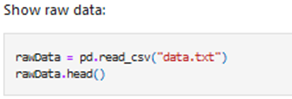 Show raw data:
rawData = pd.read_csv("data.txt")
rawData.head()